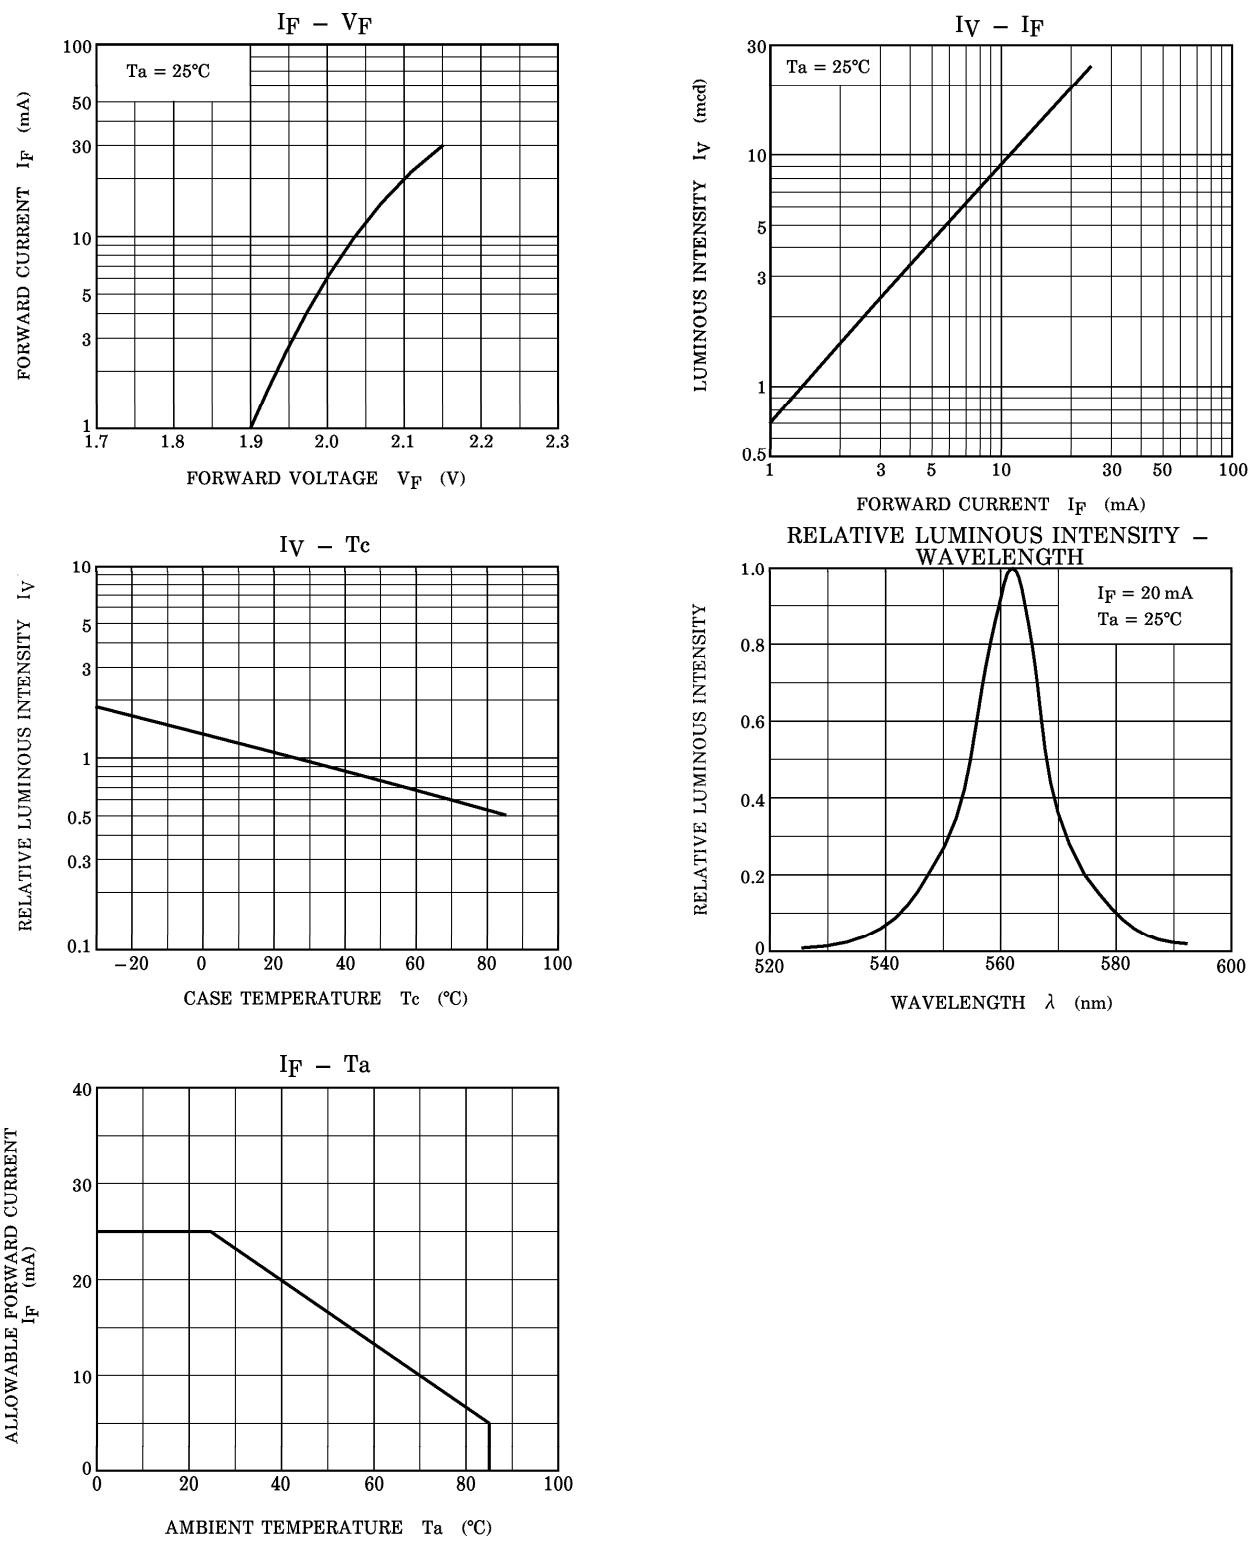 IF – VF
100
50
30
10
5
3
1
Ta = 25℃
1.7 1.8 1.9 2.0 2.1 2.2 2.3
FORWARD CURRENT IF (mA)
FORWARD VOLTAGE VF (V)
IV – IF
30
10
5
3
1
0.5
Ta = 25℃
1 3 5 10 30 50 100
LUMINOUS INTENSITY IV (mcd)
FORWARD CURRENT IF (mA)
IV – Tc
10
5
3
1
0.5
0.3
0.1
–20 0 20 40 60 80 100
RELATIVE LUMINOUS INTENSITY IV
CASE TEMPERATURE Tc (℃)
RELATIVE LUMINOUS INTENSITY –
WAVELENGTH
1.0
0.8
0.6
0.4
0.2
0
IF = 20 mA
Ta = 25℃
520 540 560 580 600
RELATIVE LUMINOUS INTENSITY
WAVELENGTH λ (nm)
IF – Ta
40
30
20
10
0
0 20 40 60 80 100
ALLOWABLE FORWARD CURRENT
IF (mA)
AMBIENT TEMPERATURE Ta (℃)